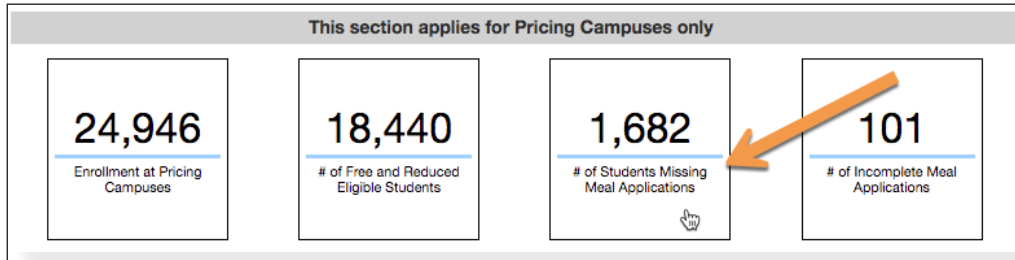 This section applies for Pricing Campuses only
24,946
Enrollment at Pricing
Campuses
18,440
# of Free and Reduced
Eligible Students
1,682
# of Students Missing
Meal Applications
101
# of Incomplete Meal
Applications